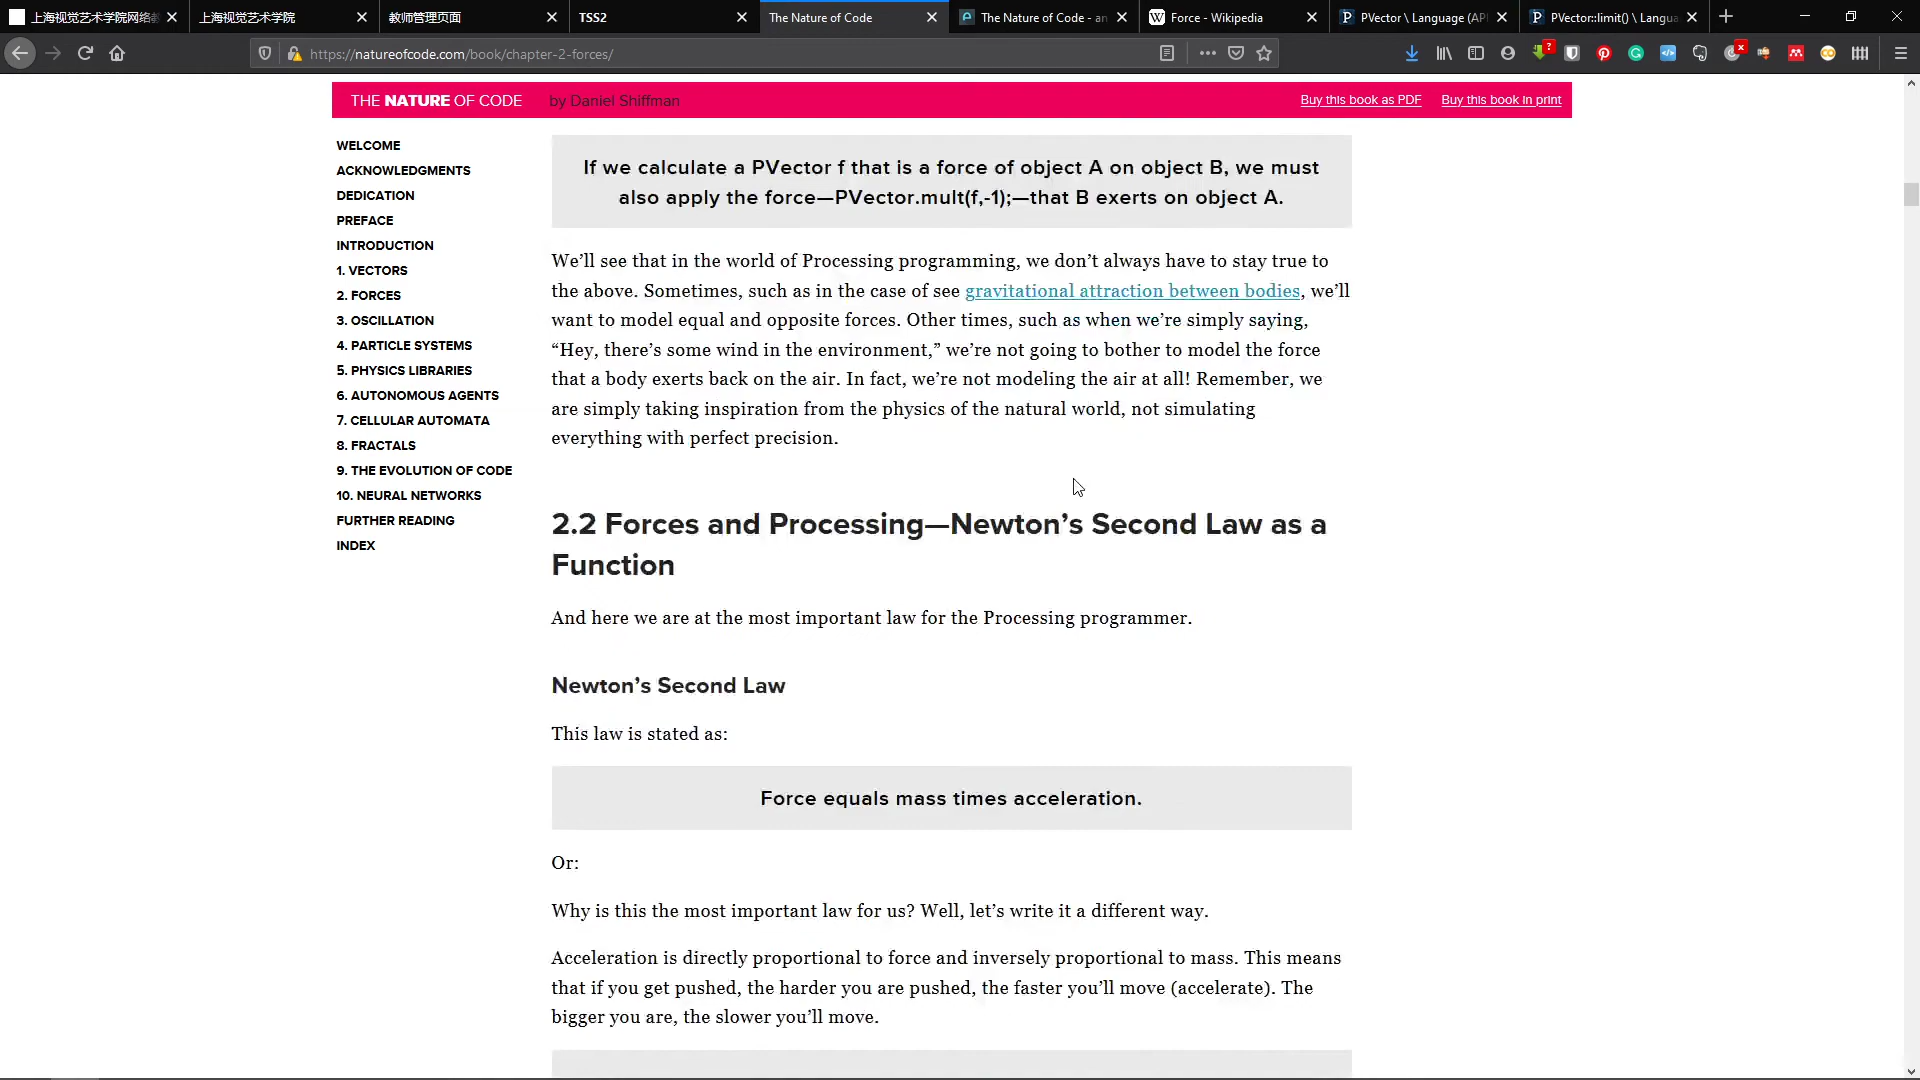 上海视觉艺术学院网络教
上海视觉艺术学院
教师管理页面
TSS2
The Nature of Code
The Nature of Code - an
Force - Wikipedia
PVector \ Language (API
PVector::limit() \ Langua
https://natureofcode.com/book/chapter-2-forces/
THE NATURE OF CODE by Daniel Shiffman
Buy this book as PDF
Buy this book in print
WELCOME
ACKNOWLEDGMENTS
DEDICATION
PREFACE
INTRODUCTION
1. VECTORS
2. FORCES
3. OSCILLATION
4. PARTICLE SYSTEMS
5. PHYSICS LIBRARIES
6. AUTONOMOUS AGENTS
7. CELLULAR AUTOMATA
8. FRACTALS
9. THE EVOLUTION OF CODE
10. NEURAL NETWORKS
FURTHER READING
INDEX
If we calculate a PVector f that is a force of object A on object B, we must
also apply the force—PVector.mult(f,-1);—that B exerts on object A.
We’ll see that in the world of Processing programming, we don’t always have to stay true to
the above. Sometimes, such as in the case of see gravitational attraction between bodies, we’ll
want to model equal and opposite forces. Other times, such as when we’re simply saying,
“Hey, there’s some wind in the environment,” we’re not going to bother to model the force
that a body exerts back on the air. In fact, we’re not modeling the air at all! Remember, we
are simply taking inspiration from the physics of the natural world, not simulating
everything with perfect precision.
2.2 Forces and Processing—Newton’s Second Law as a
Function
And here we are at the most important law for the Processing programmer.
Newton’s Second Law
This law is stated as:
Force equals mass times acceleration.
Or:
Why is this the most important law for us? Well, let’s write it a different way.
Acceleration is directly proportional to force and inversely proportional to mass. This means
that if you get pushed, the harder you are pushed, the faster you’ll move (accelerate). The
bigger you are, the slower you’ll move.